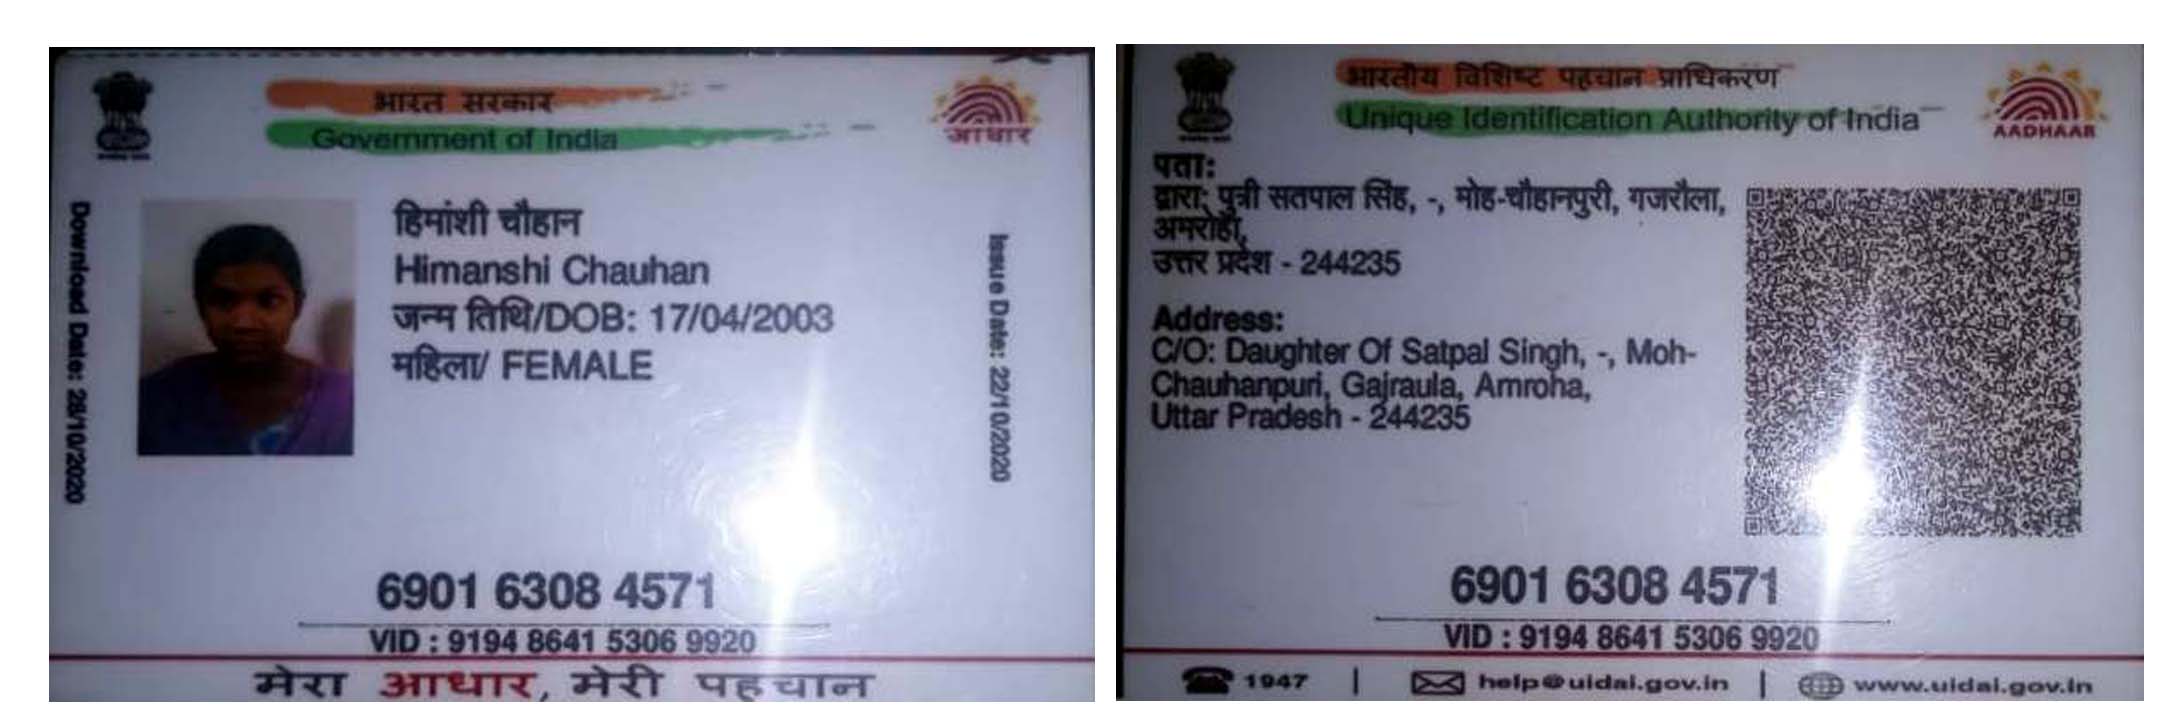 भारत सरकार
Government of India
आधार
Download Date: 28/10/2020
हिमांशी चौहान
Himanshi Chauhan
जन्म तिथि/DOB: 17/04/2003
महिला/ FEMALE
Issue Date: 22/10/2020
6901 6308 4571
VID : 9194 8641 5306 9920
मेरा आधार, मेरी पहचान
भारतीय विशिष्ट पहचान प्राधिकरण
Unique Identification Authority of India
AADHAAR
पता:
द्वारा: पुत्री सतपाल सिंह, -, मोह-चौहानपुरी, गजरौला,
अमरोहा,
उत्तर प्रदेश - 244235
Address:
C/O: Daughter Of Satpal Singh, -, Moh-
Chauhanpuri, Gajraula, Amroha,
Uttar Pradesh - 244235
6901 6308 4571
VID : 9194 8641 5306 9920
1947 | help@uidai.gov.in | www.uidai.gov.in